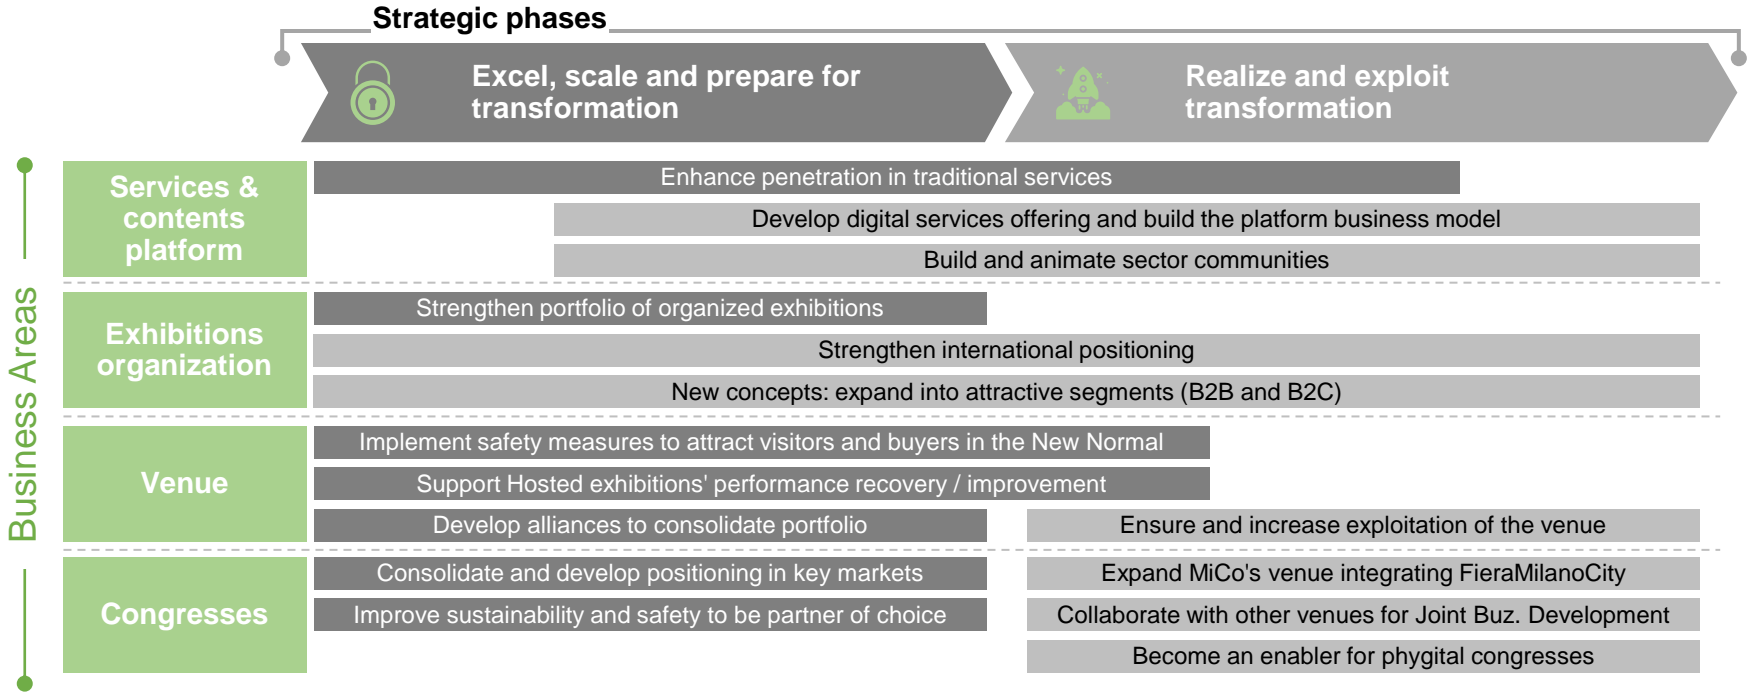 Strategic phases
Excel, scale and prepare for
transformation
Realize and exploit
transformation
Business Areas
Services &
contents
platform
Enhance penetration in traditional services
Develop digital services offering and build the platform business model
Build and animate sector communities
Exhibitions
organization
Strengthen portfolio of organized exhibitions
Strengthen international positioning
New concepts: expand into attractive segments (B2B and B2C)
Venue
Implement safety measures to attract visitors and buyers in the New Normal
Support Hosted exhibitions' performance recovery / improvement
Develop alliances to consolidate portfolio
Ensure and increase exploitation of the venue
Congresses
Consolidate and develop positioning in key markets
Expand MiCo's venue integrating FieraMilanoCity
Improve sustainability and safety to be partner of choice
Collaborate with other venues for Joint Buz. Development
Become an enabler for phygital congresses